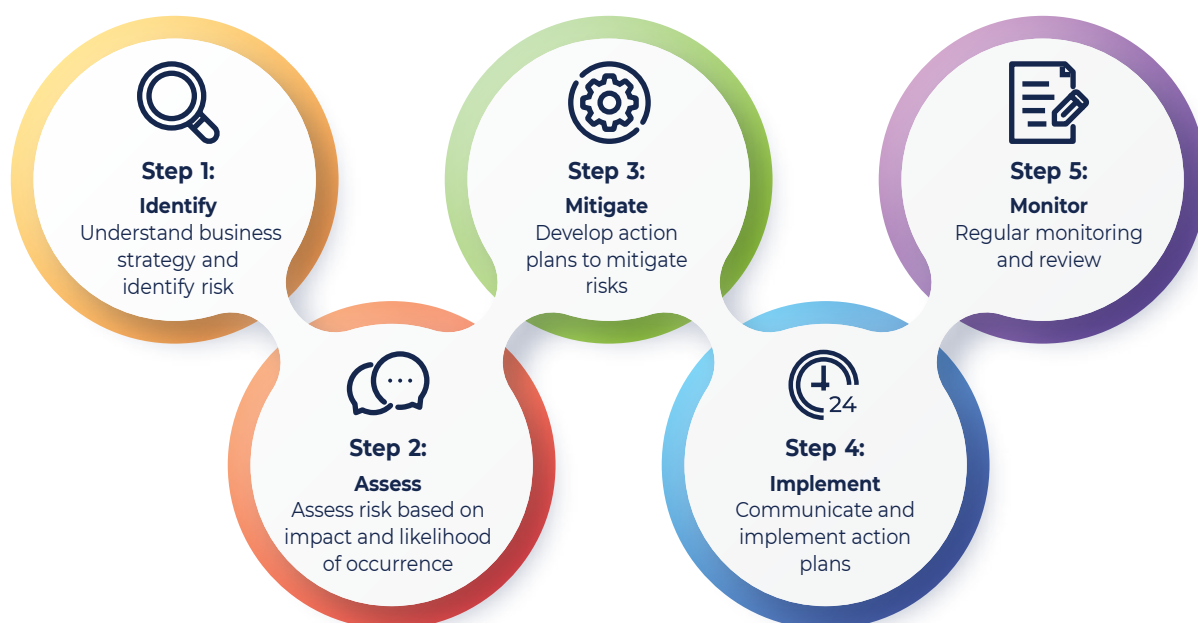 Step 1:
Identify
Understand business
strategy and
identify risk
24
Step 2:
Assess
Assess risk based on
impact and likelihood
of occurrence
Step 3:
Mitigate
Develop action
plans to mitigate
risks
Step 4:
Implement
Communicate and
implement action
plans
Step 5:
Monitor
Regular monitoring
and review